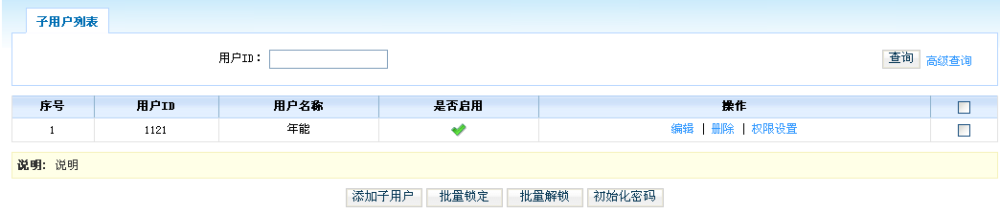 子用户列表
用户ID： 查询 高级查询
序号 用户ID 用户名称 是否启用 操作
1 1121 年能 编辑 | 删除 | 权限设置
说明: 说明
添加子用户 批量锁定 批量解锁 初始化密码